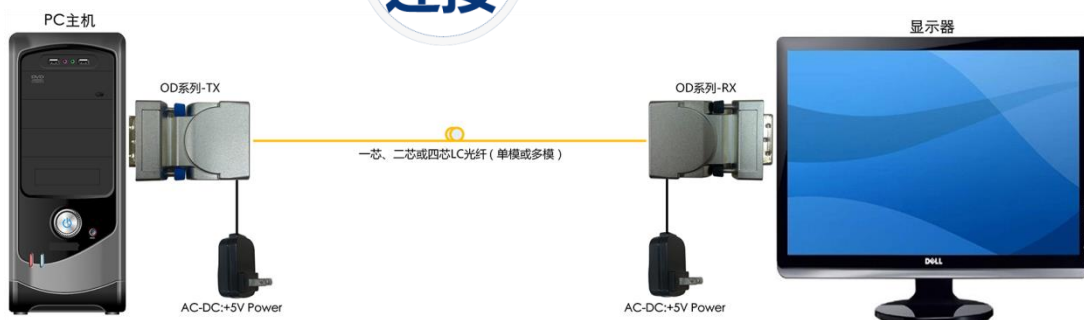 连接
PC主机
显示器
OD系列-TX
OD系列-RX
一芯、二芯或四芯LC光纤（单模或多模）
DELL
AC-DC:+5V Power
AC-DC:+5V Power